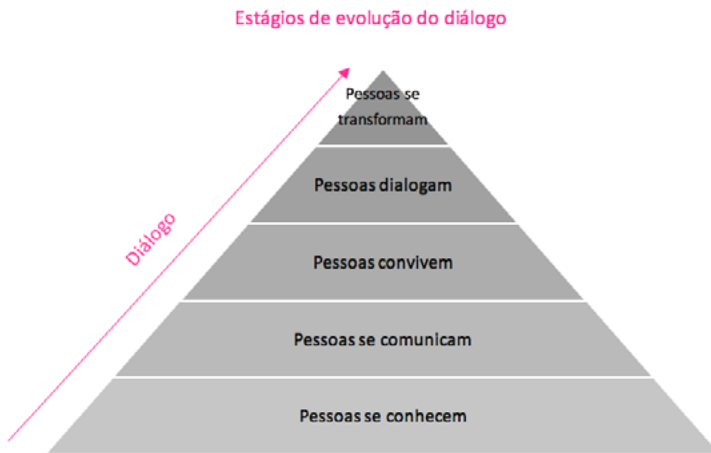 Estágios de evolução do diálogo
Pessoas se
transformam
Pessoas dialogam
Diálogo
Pessoas convivem
Pessoas se comunicam
Pessoas se conhecem